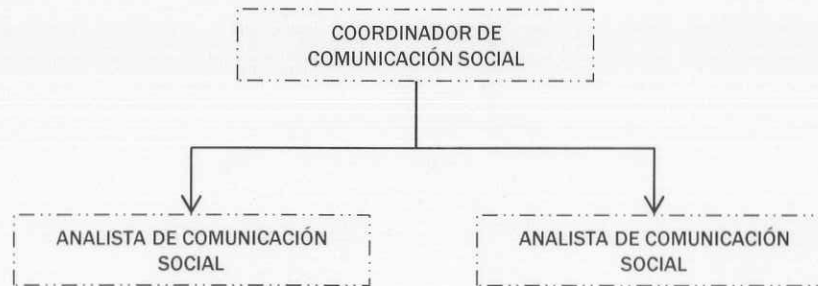 COORDINADOR DE
COMUNICACIÓN SOCIAL
ANALISTA DE COMUNICACIÓN
SOCIAL
ANALISTA DE COMUNICACIÓN
SOCIAL